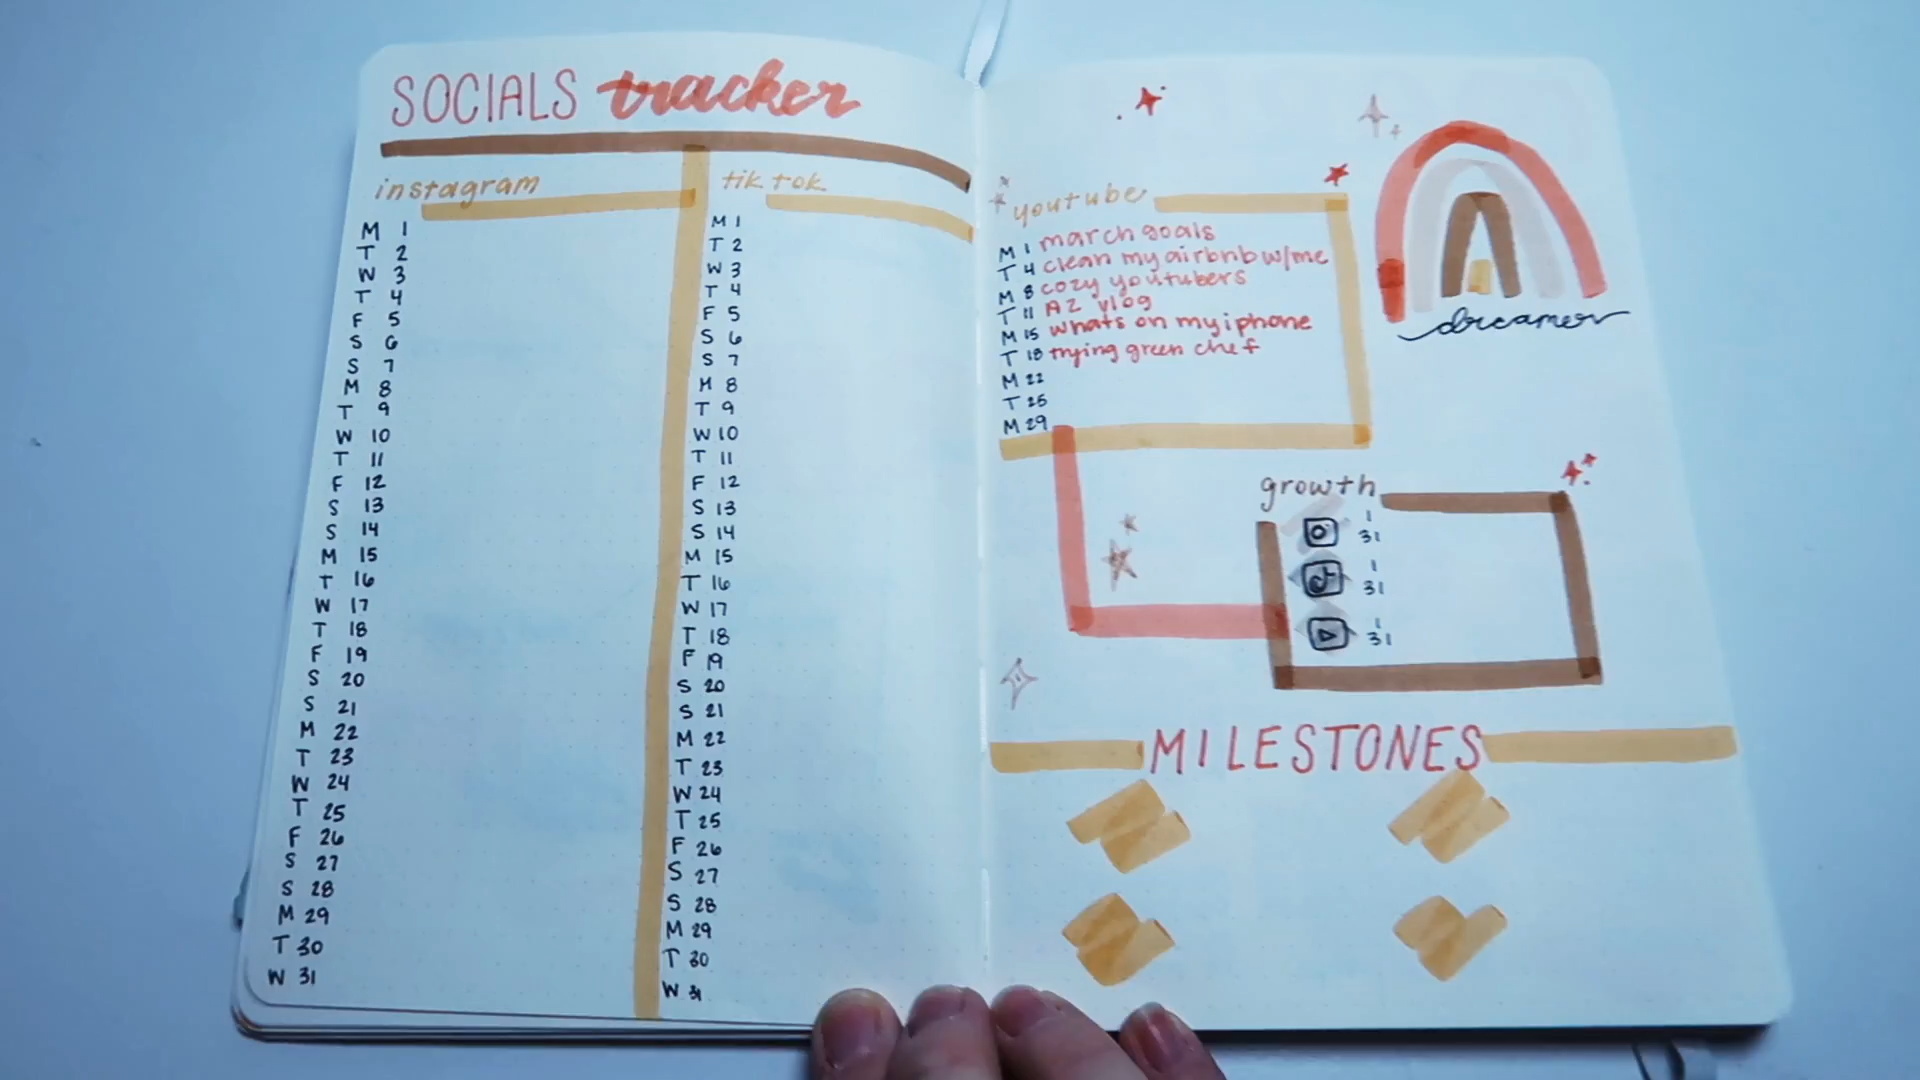 SOCIALS tracker
instagram
M 1
T 2
W 3
T 4
F 5
S 6
S 7
M 8
T 9
W 10
T 11
F 12
S 13
S 14
M 15
T 16
W 17
T 18
F 19
S 20
S 21
M 22
T 23
W 24
T 25
F 26
S 27
S 28
M 29
T 30
W 31
tik tok
M 1
T 2
W 3
T 4
F 5
S 6
S 7
M 8
T 9
W 10
T 11
F 12
S 13
S 14
M 15
T 16
W 17
T 18
F 19
S 20
S 21
M 22
T 23
W 24
T 25
F 26
S 27
S 28
M 29
T 30
W 31
youtube
M 1 march goals
T 4 clean my airbnb w/me
M 8 cozy youtubers
T 11 AZ vlog
M 15 whats on my iphone
T 18 trying green chef
M 22
T 25
M 29
dreamer
growth
1
31
1
31
1
31
MILESTONES